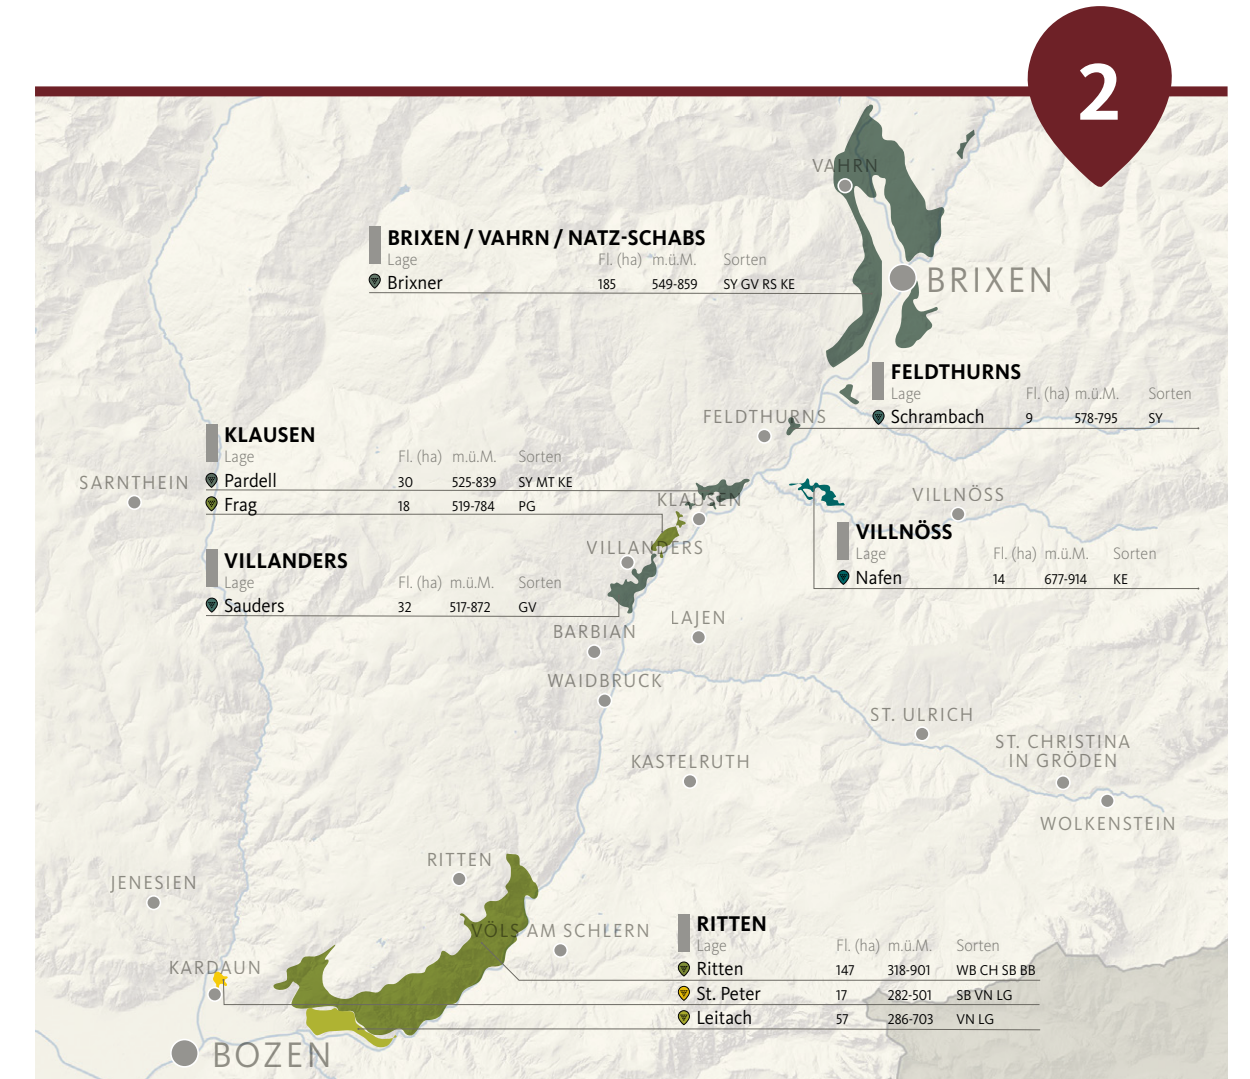 2
VAHRN
BRIXEN / VAHRN / NATZ-SCHABS
Lage Fl. (ha) m.ü.M. Sorten
Brixner 185 549-859 SY GV RS KE
BRIXEN
FELDTHURNS
Lage Fl. (ha) m.ü.M. Sorten
Schrambach 9 578-795 SY
FELDTHURNS
KLAUSEN
Lage Fl. (ha) m.ü.M. Sorten
Pardell 30 525-839 SY MT KE
Frag 18 519-784 PG
SARNTHEIN
KLAUSEN
VILLNÖSS
VILLNÖSS
Lage Fl. (ha) m.ü.M. Sorten
Nafen 14 677-914 KE
VILLANDERS
VILLANDERS
Lage Fl. (ha) m.ü.M. Sorten
Sauders 32 517-872 GV
LAJEN
BARBIAN
WAIDBRUCK
ST. ULRICH
ST. CHRISTINA
IN GRÖDEN
KASTELRUTH
WOLKENSTEIN
RITTEN
JENESIEN
VÖLS AM SCHLERN
RITTEN
Lage Fl. (ha) m.ü.M. Sorten
Ritten 147 318-901 WB CH SB BB
St. Peter 17 282-501 SB VN LG
Leitach 57 286-703 VN LG
KARDAUN
BOZEN